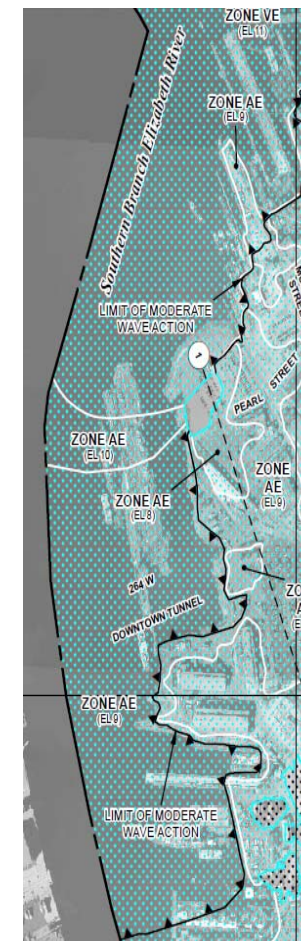 ZONE VE
(EL 11)
ZONE AE
(EL 9)
Southern Branch Elizabeth River
STREET
LIMIT OF MODERATE
WAVE ACTION
1
PEARL STREET
ZONE AE
(EL 10)
ZONE
AE
(EL 9)
ZONE AE
(EL 8)
264 W
DOWNTOWN TUNNEL
ZONE AE
(EL 9)
LIMIT OF MODERATE
WAVE ACTION